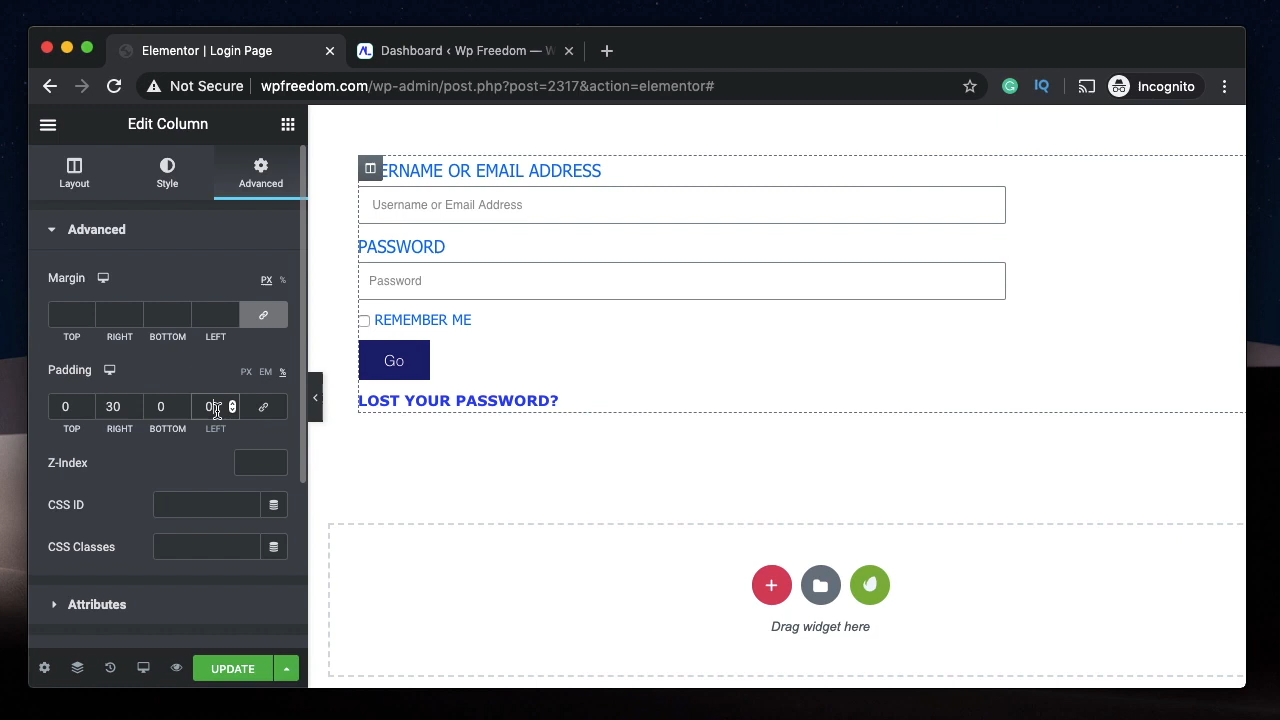 Elementor | Login Page
Dashboard ‹ Wp Freedom — W
Not Secure
wpfreedom.com/wp-admin/post.php?post=2317&action=elementor#
IQ
Incognito
Edit Column
Layout
Style
Advanced
Advanced
Margin
PX %
TOP RIGHT BOTTOM LEFT
Padding
PX EM %
0 30 0 0
TOP RIGHT BOTTOM LEFT
Z-Index
CSS ID
CSS Classes
Attributes
UPDATE
ERNAME OR EMAIL ADDRESS
Username or Email Address
PASSWORD
Password
REMEMBER ME
Go
LOST YOUR PASSWORD?
Drag widget here